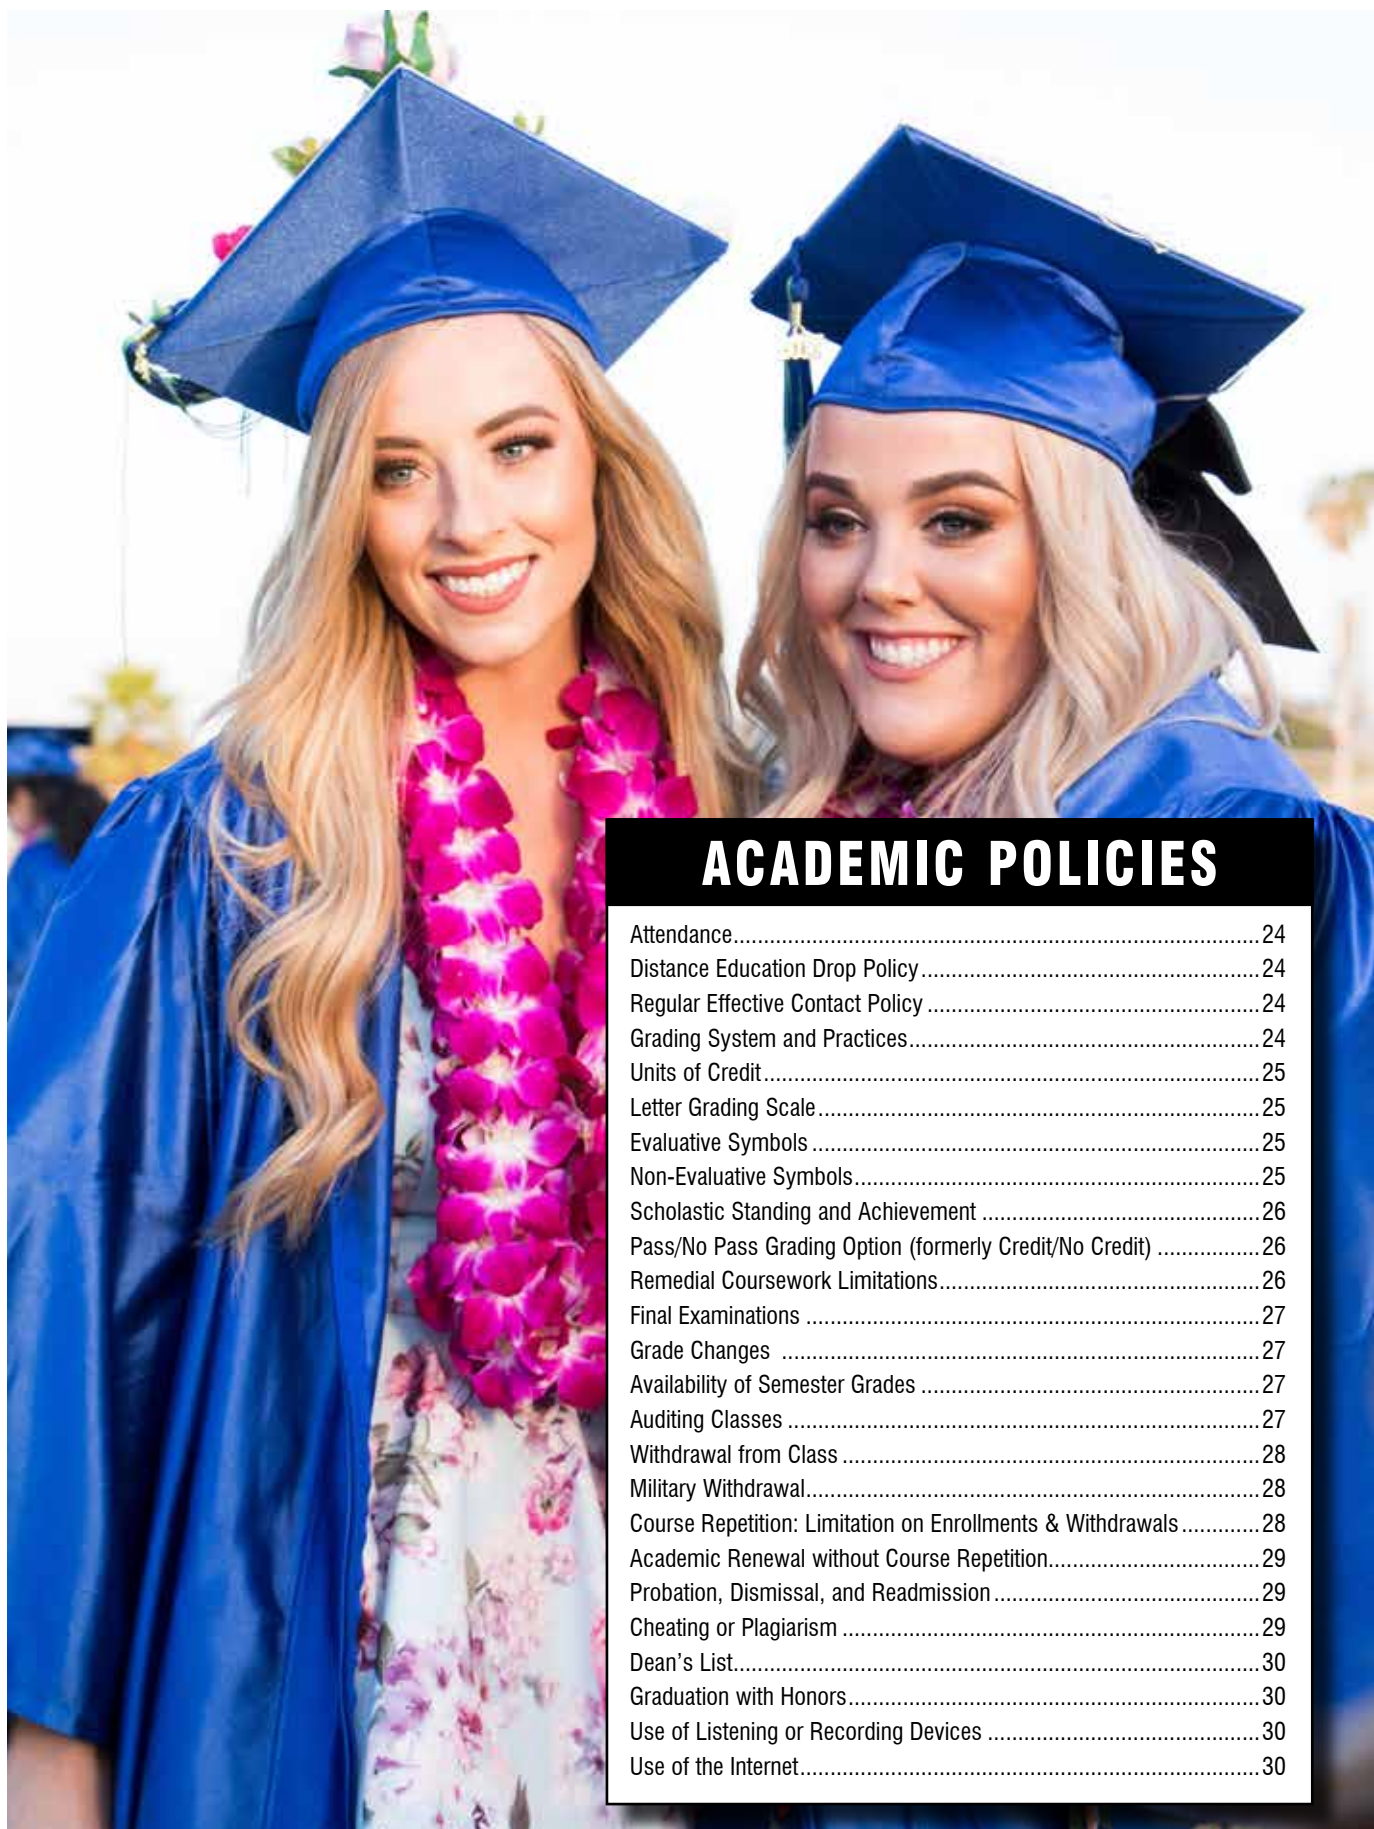 ACADEMIC POLICIES
Attendance........................................................................................24
Distance Education Drop Policy.........................................................24
Regular Effective Contact Policy........................................................24
Grading System and Practices...........................................................24
Units of Credit...................................................................................25
Letter Grading Scale..........................................................................25
Evaluative Symbols...........................................................................25
Non-Evaluative Symbols....................................................................25
Scholastic Standing and Achievement...............................................26
Pass/No Pass Grading Option (formerly Credit/No Credit).................26
Remedial Coursework Limitations......................................................26
Final Examinations............................................................................27
Grade Changes ................................................................................27
Availability of Semester Grades.........................................................27
Auditing Classes...............................................................................27
Withdrawal from Class......................................................................28
Military Withdrawal............................................................................28
Course Repetition: Limitation on Enrollments & Withdrawals.............28
Academic Renewal without Course Repetition...................................29
Probation, Dismissal, and Readmission.............................................29
Cheating or Plagiarism......................................................................29
Dean’s List........................................................................................30
Graduation with Honors.....................................................................30
Use of Listening or Recording Devices..............................................30
Use of the Internet.............................................................................30